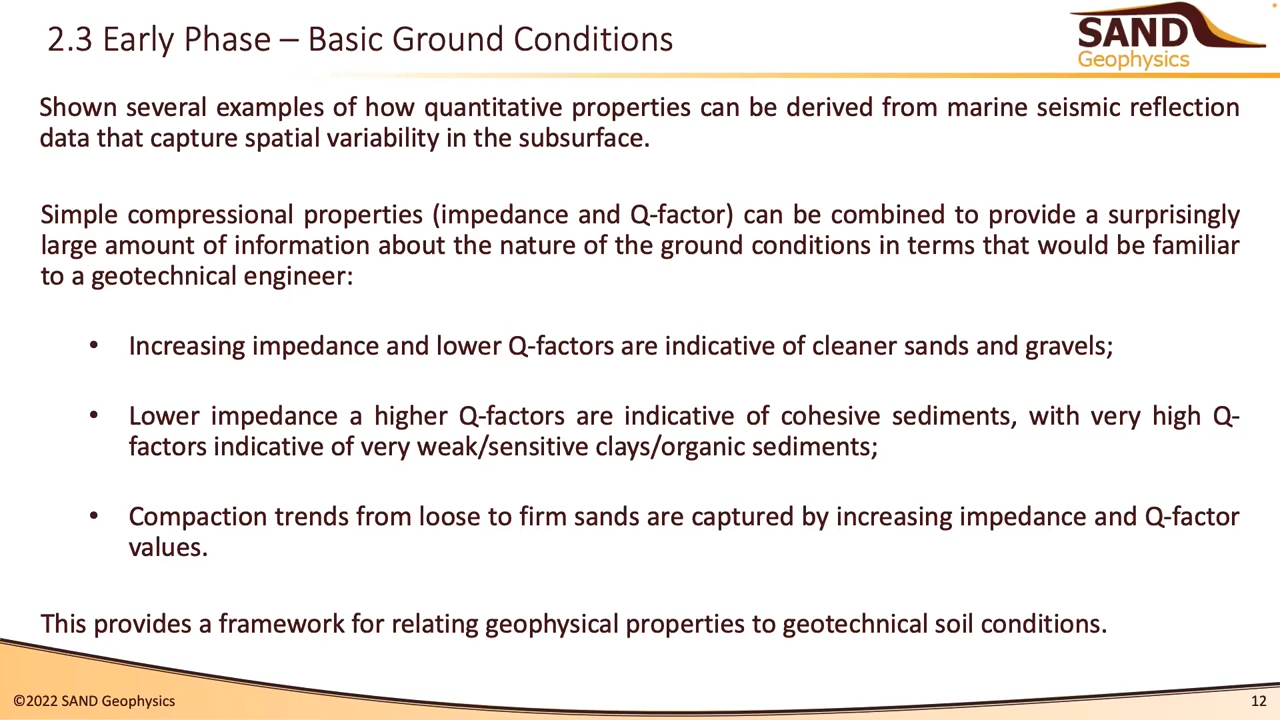 2.3 Early Phase – Basic Ground Conditions
SAND
Geophysics
Shown several examples of how quantitative properties can be derived from marine seismic reflection
data that capture spatial variability in the subsurface.
Simple compressional properties (impedance and Q-factor) can be combined to provide a surprisingly
large amount of information about the nature of the ground conditions in terms that would be familiar
to a geotechnical engineer:
• Increasing impedance and lower Q-factors are indicative of cleaner sands and gravels;
• Lower impedance a higher Q-factors are indicative of cohesive sediments, with very high Q-
factors indicative of very weak/sensitive clays/organic sediments;
• Compaction trends from loose to firm sands are captured by increasing impedance and Q-factor
values.
This provides a framework for relating geophysical properties to geotechnical soil conditions.
©2022 SAND Geophysics
12